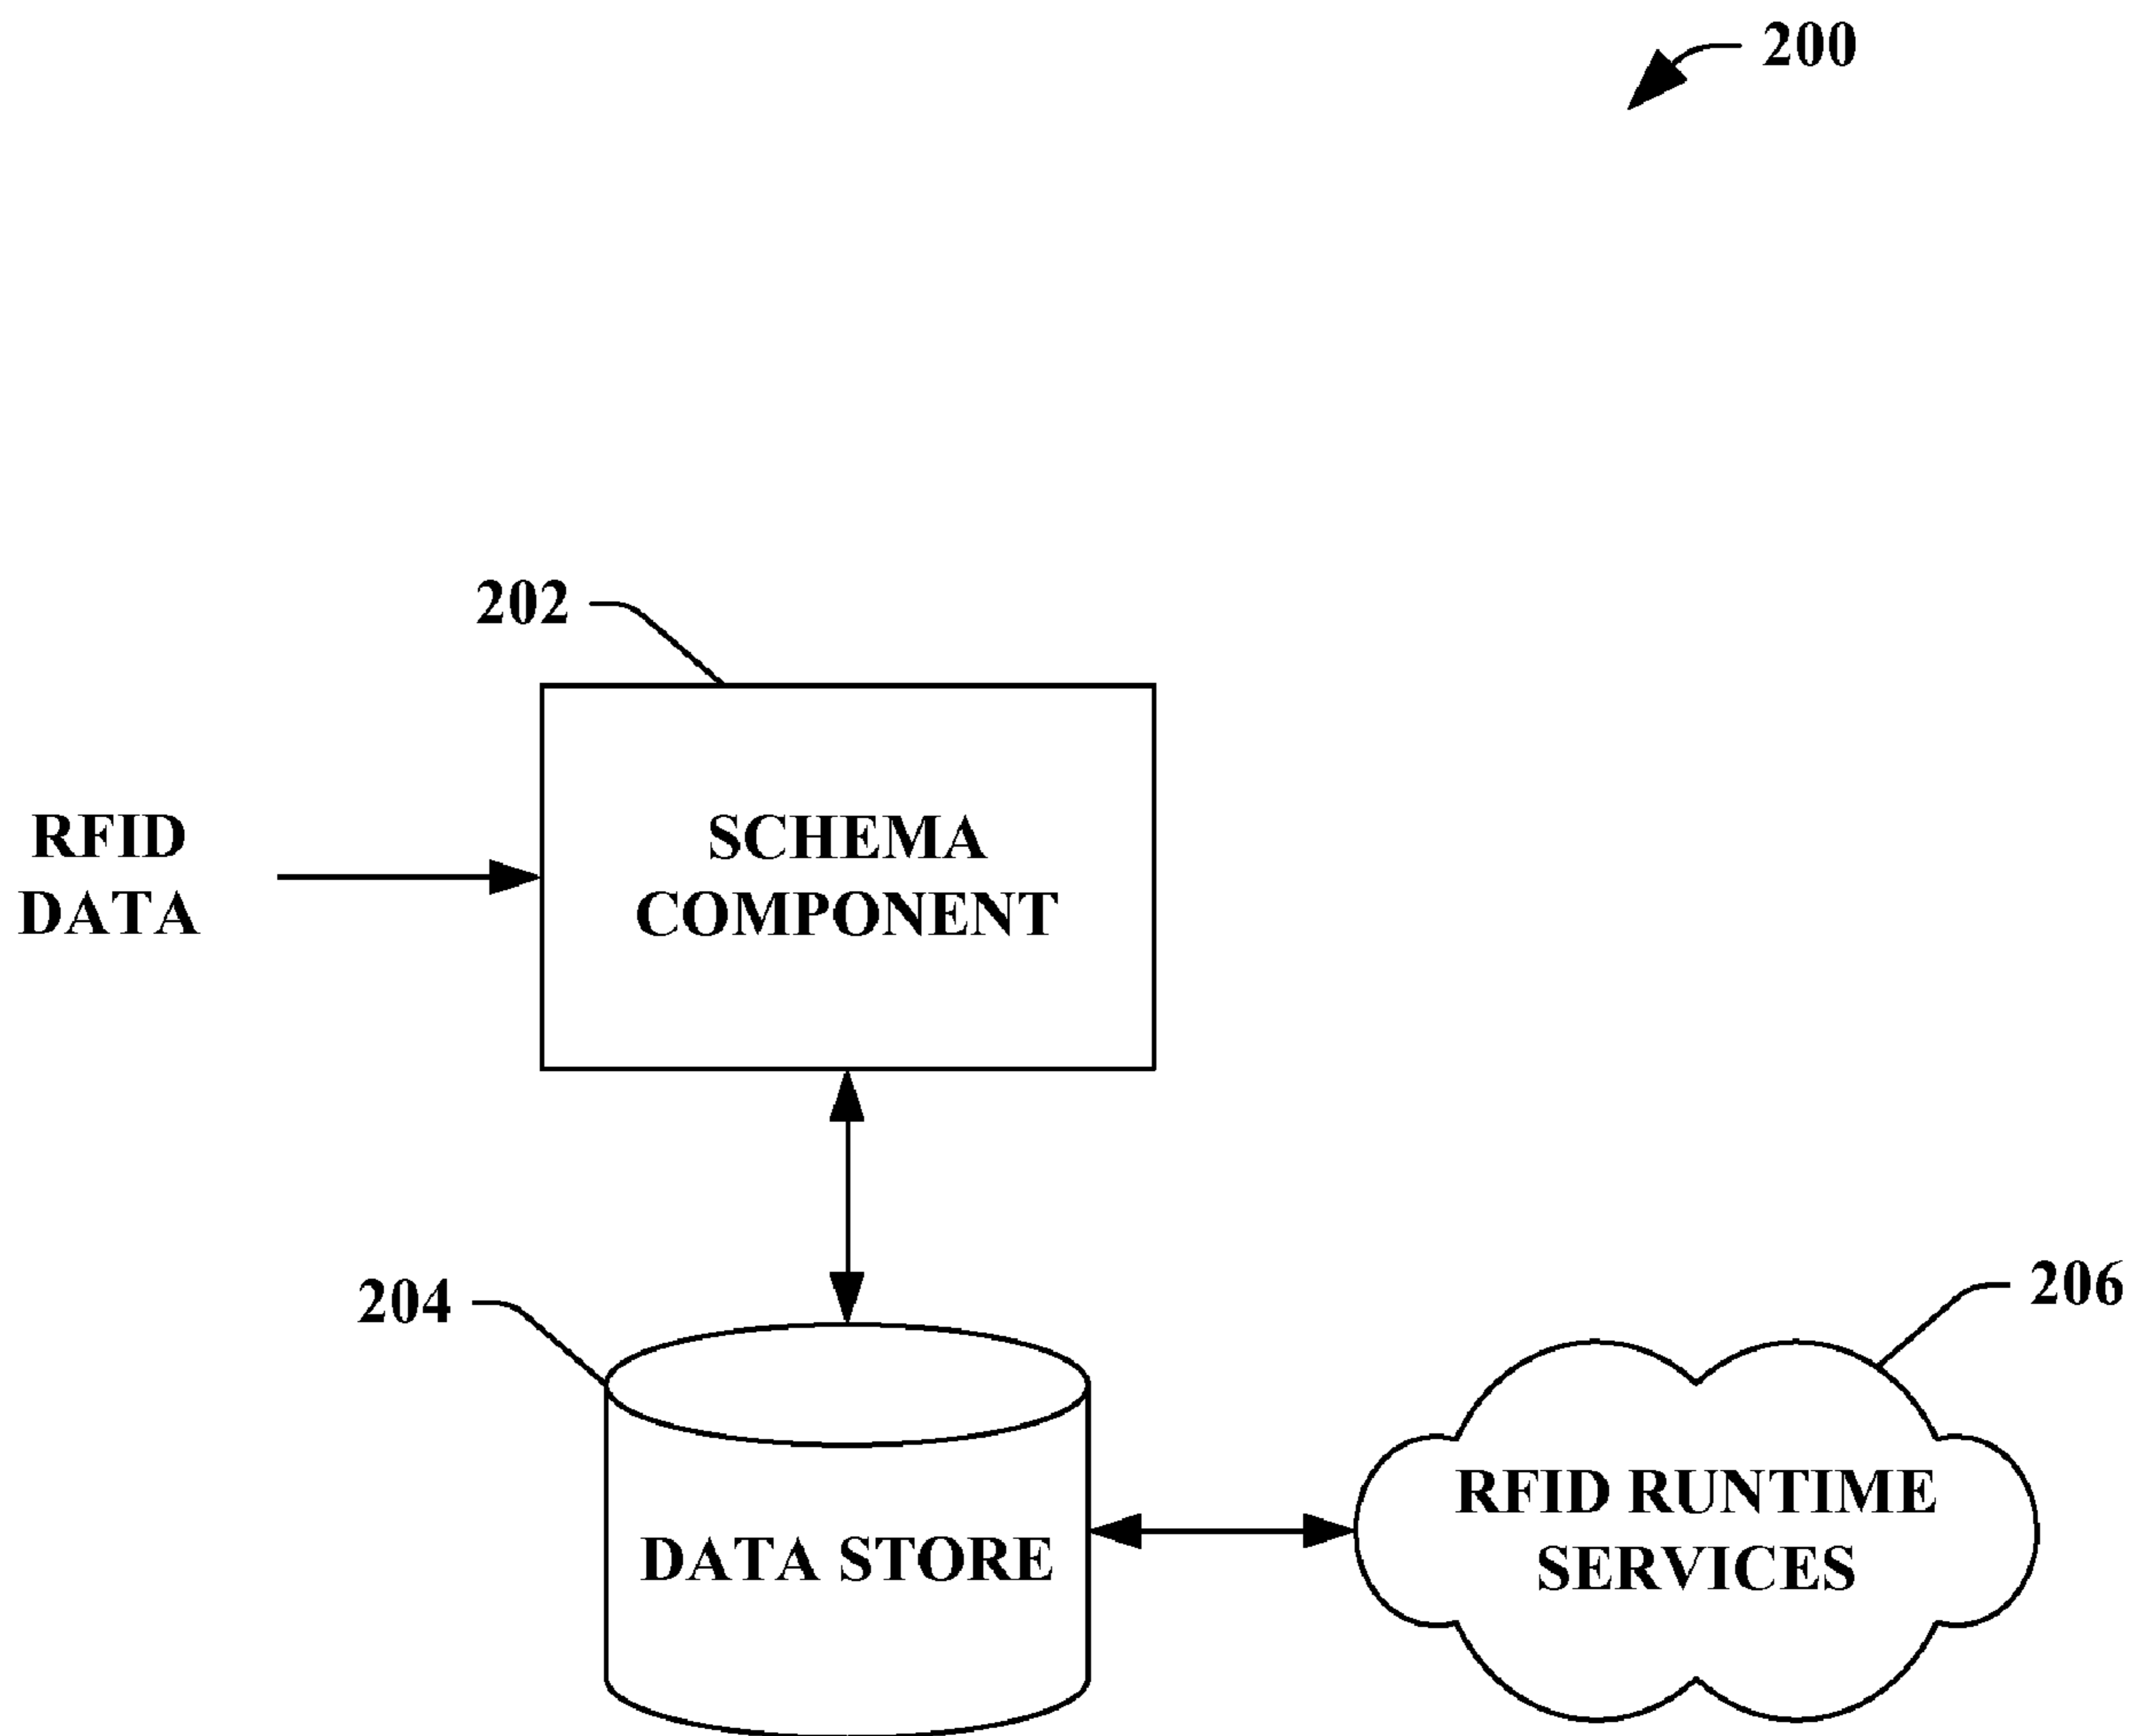 200
202
RFID
DATA
SCHEMA
COMPONENT
204
206
DATA STORE
RFID RUNTIME
SERVICES